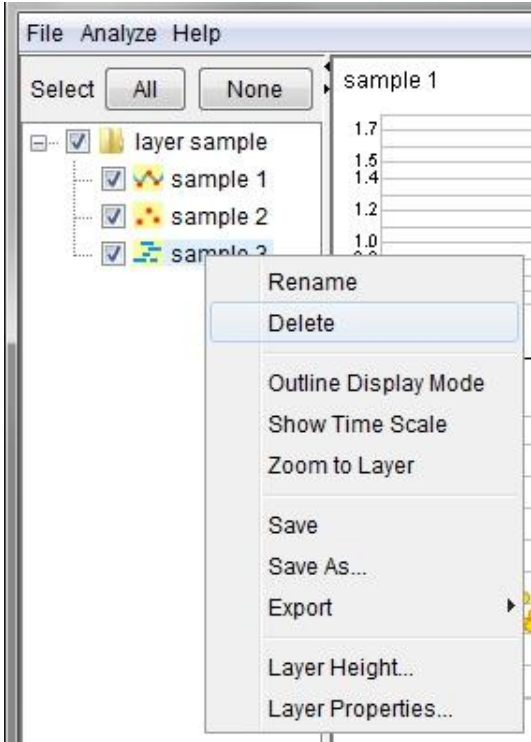 File Analyze Help
Select All None
layer sample
sample 1
sample 2
sample 3
sample 1
1.7
1.5
1.4
1.2
1.0
Rename
Delete
Outline Display Mode
Show Time Scale
Zoom to Layer
Save
Save As...
Export
Layer Height...
Layer Properties...